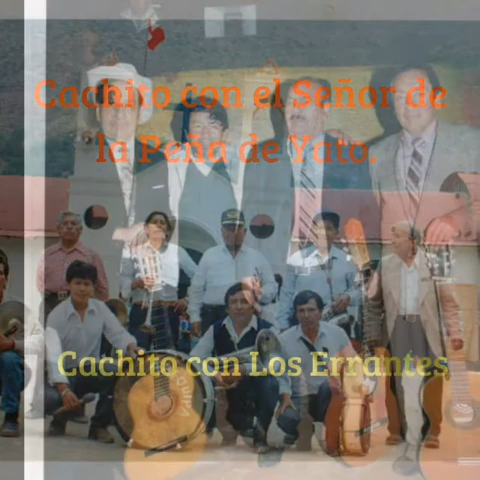 Cachito con el Señor de
la Peña de Yato.
Cachito con Los Errantes